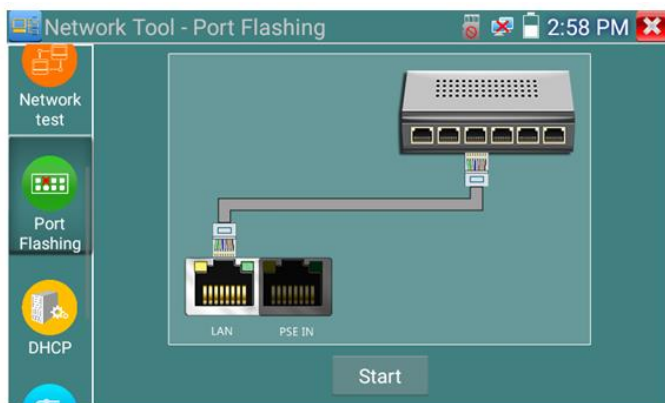 Network Tool - Port Flashing
2:58 PM
Network
test
Port
Flashing
DHCP
LAN
PSE IN
Start